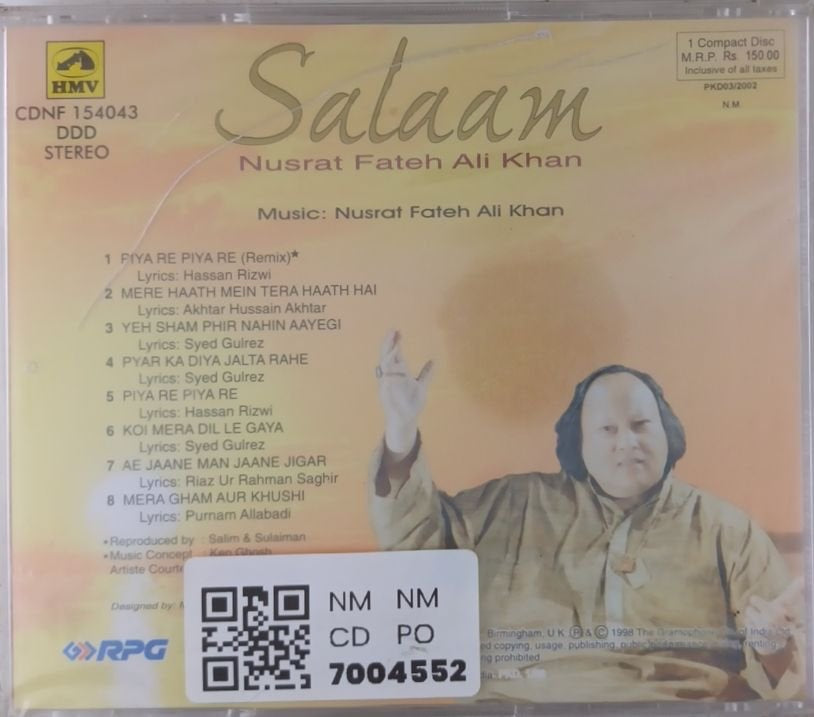 HMV
CDNF 154043
DDD
STEREO
Salaam
Nusrat Fateh Ali Khan
1 Compact Disc
M.R.P. Rs. 150.00
Inclusive of all taxes
PKD03/2002
N.M
Music: Nusrat Fateh Ali Khan
1 PIYA RE PIYA RE (Remix)*
Lyrics: Hassan Rizwi
2 MERE HAATH MEIN TERA HAATH HAI
Lyrics: Akhtar Hussain Akhtar
3 YEH SHAM PHIR NAHIN AAYEGI
Lyrics: Syed Gulrez
4 PYAR KA DIYA JALTA RAHE
Lyrics: Syed Gulrez
5 PIYA RE PIYA RE
Lyrics: Hassan Rizwi
6 KOI MERA DIL LE GAYA
Lyrics: Syed Gulrez
7 AE JAANE MAN JAANE JIGAR
Lyrics: Riaz Ur Rahman Saghir
8 MERA GHAM AUR KHUSHI
Lyrics: Purnam Allabadi
*Reproduced by : Salim & Sulaiman
*Music Concept : Ken Ghosh
Artiste
Designed by:
RPG
NM NM
CD PO
7004552
Birmingham, U.K. ℗ & © 1998 The Gramophone of India Ltd
copying, usage, publishing, public performance renting
prohibited